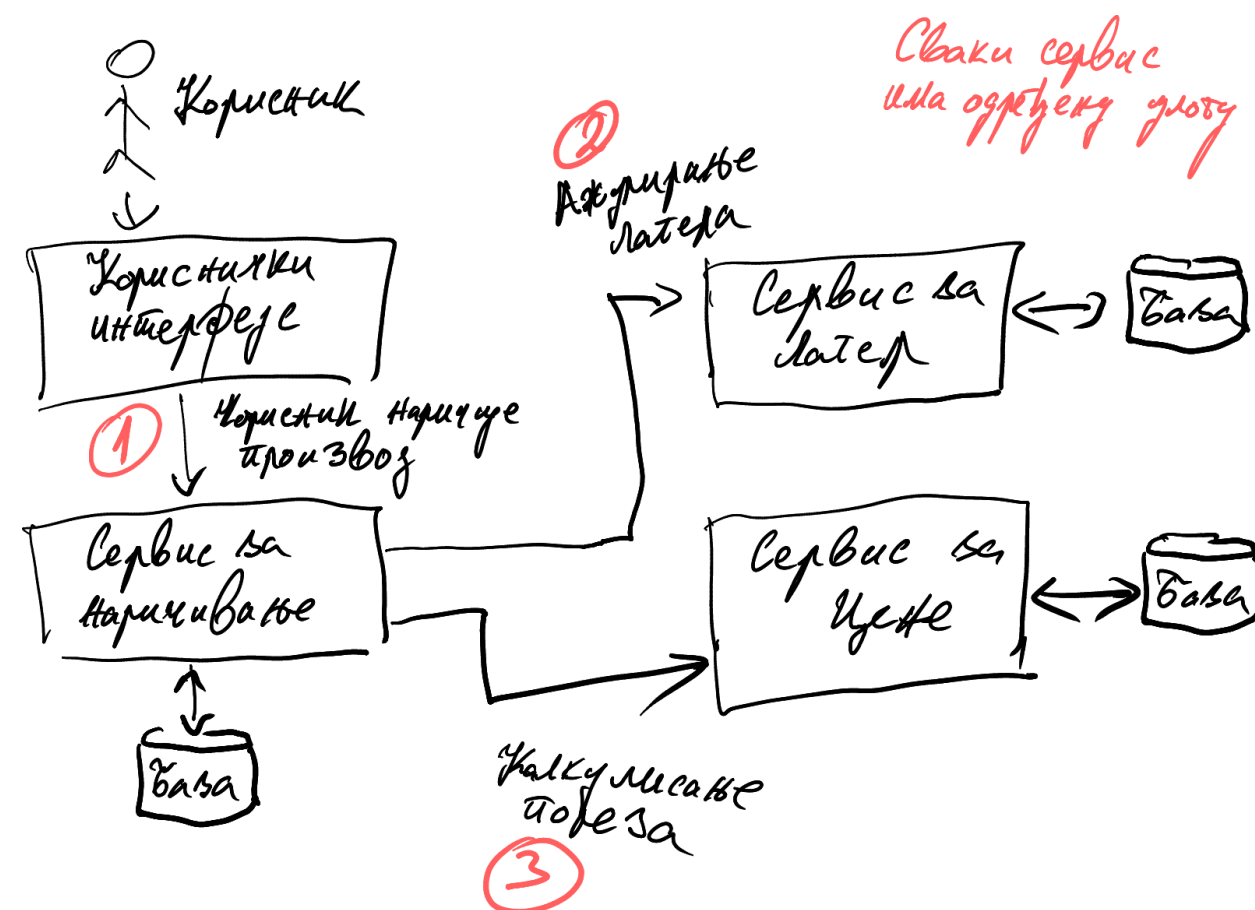 Корисник
Сваки сервис
има одређену улогу
2
Ажурирање
лагера
Кориснички
интерфејс
Сервис за
лагер
База
1
Корисник наручује
производ
Сервис за
наручивање
Сервис за
Цене
База
База
Калкулисање
пореза
3